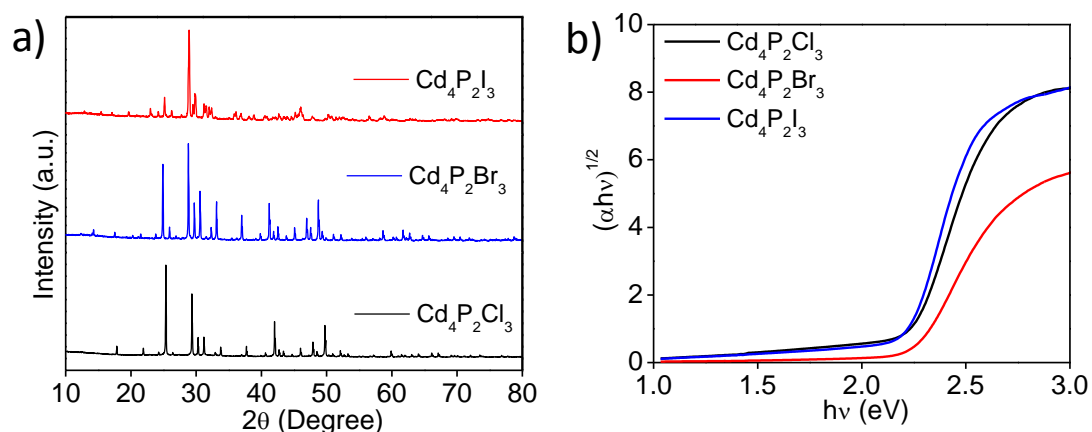 a)
Intensity (a.u.)
Cd₄P₂I₃
Cd₄P₂Br₃
Cd₄P₂Cl₃
10 20 30 40 50 60 70 80
2θ (Degree)
b)
(αhν)^1/2
10
8
6
4
2
0
Cd₄P₂Cl₃
Cd₄P₂Br₃
Cd₄P₂I₃
1.0 1.5 2.0 2.5 3.0
hν (eV)